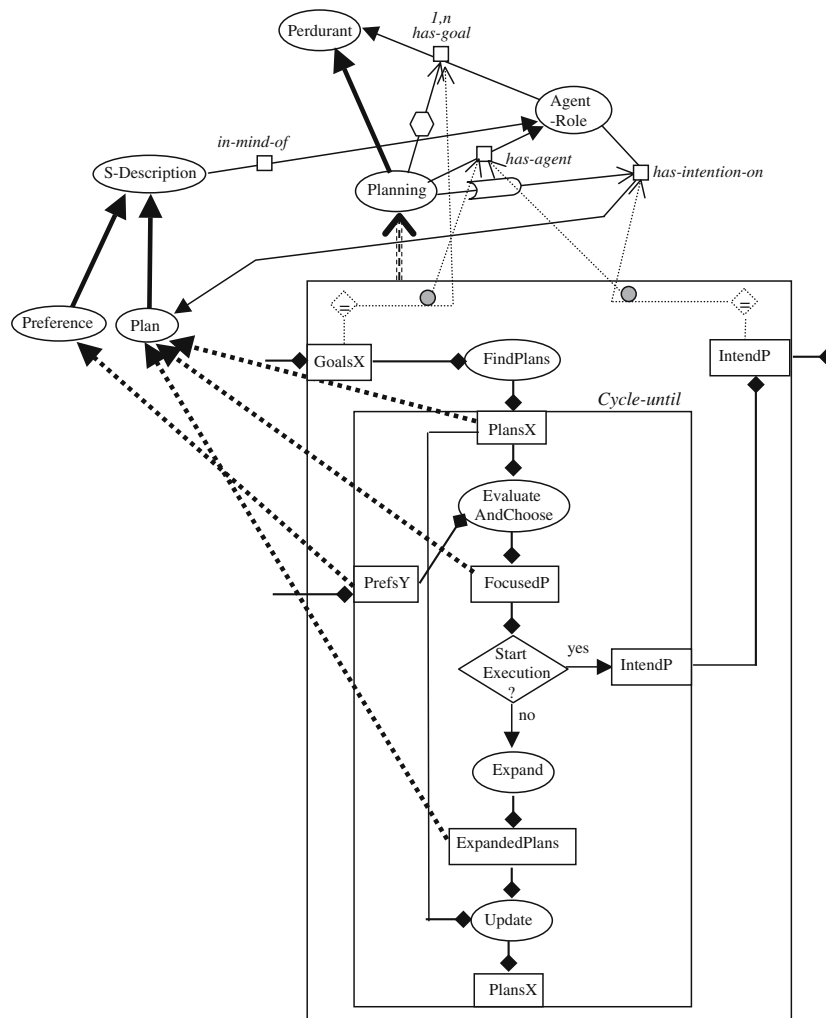 1,n
has-goal
Perdurant
Agent
-Role
in-mind-of
has-agent
S-Description
Planning
has-intention-on
Preference
Plan
=
=
GoalsX
FindPlans
IntendP
Cycle-until
PlansX
Evaluate
AndChoose
PrefsY
FocusedP
Start
Execution
?
yes
IntendP
no
Expand
ExpandedPlans
Update
PlansX